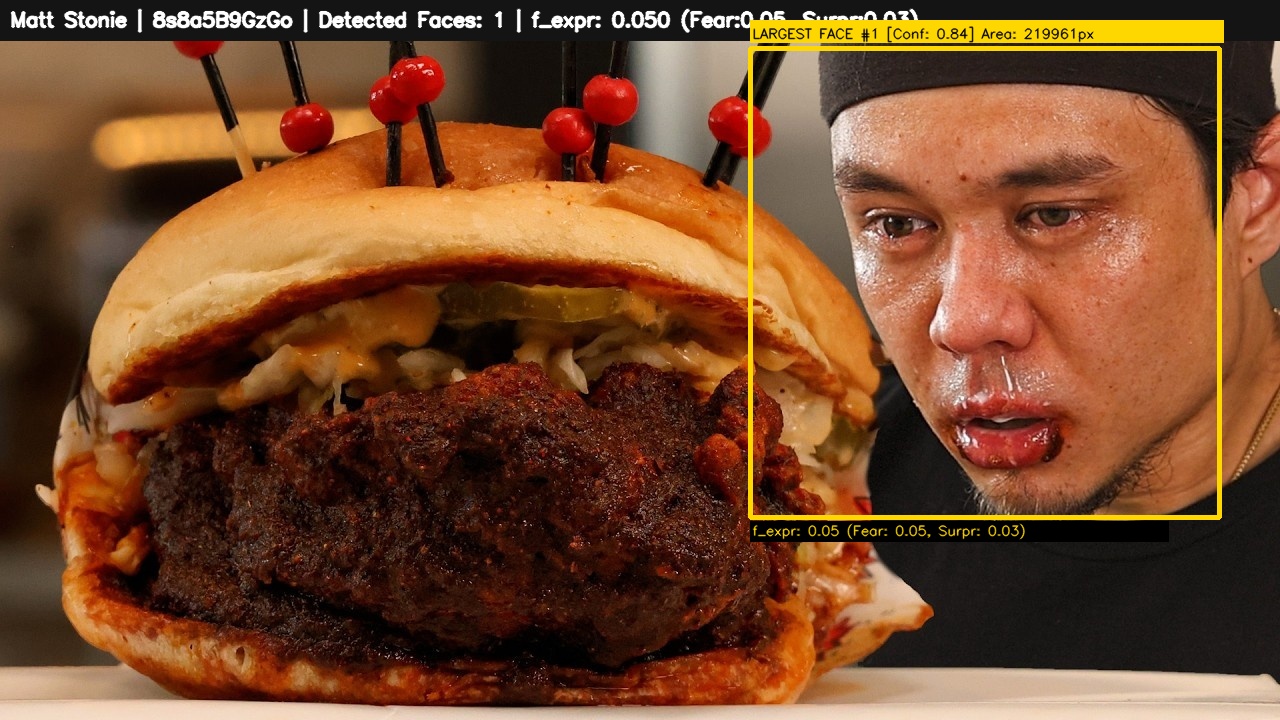 Matt Stonie | 8s8a5B9GzGo | Detected Faces: 1 | f_expr: 0.050 (Fear:0.05, Surpr:0.03)
LARGEST FACE #1 [Conf: 0.84] Area: 219961px
f_expr: 0.05 (Fear: 0.05, Surpr: 0.03)